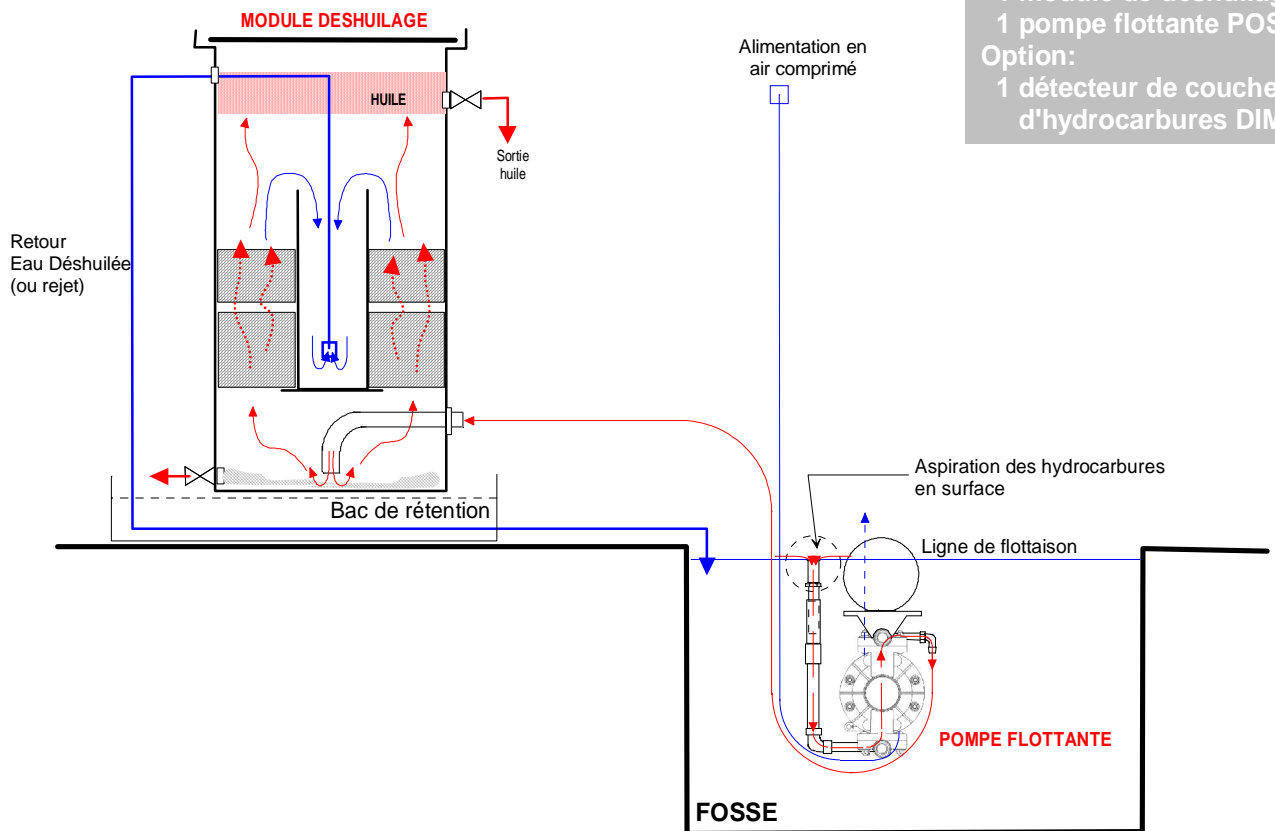 MODULE DESHUILAGE
HUILE
Sortie
huile
Alimentation en
air comprimé
1 pompe flottante POS
Option:
1 détecteur de couche
d'hydrocarbures DIM
Retour
Eau Déshuilée
(ou rejet)
Bac de rétention
Aspiration des hydrocarbures
en surface
Ligne de flottaison
POMPE FLOTTANTE
FOSSE